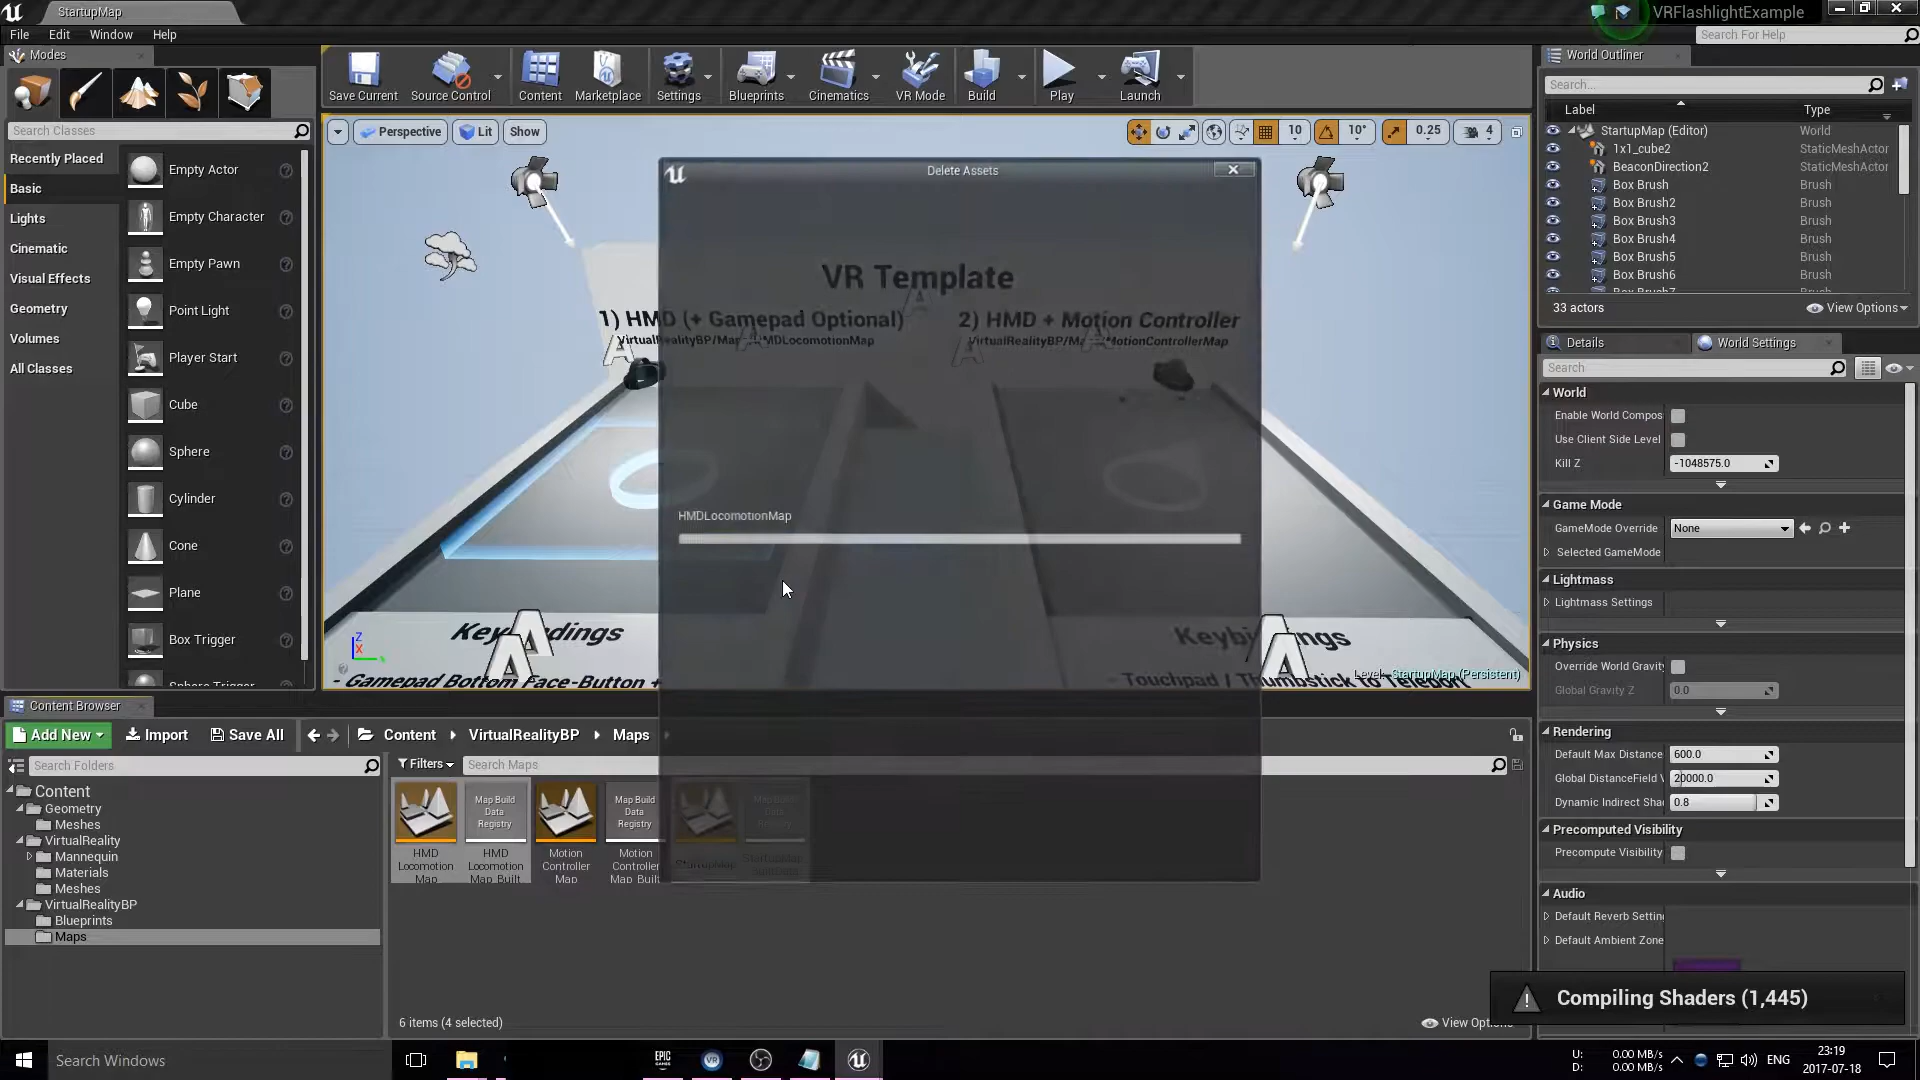 StartupMap
VRFlashlightExample
File Edit Window Help
Search For Help
Modes
Search Classes
Recently Placed
Basic
Lights
Cinematic
Visual Effects
Geometry
Volumes
All Classes
Empty Actor
Empty Character
Empty Pawn
Point Light
Player Start
Cube
Sphere
Cylinder
Cone
Plane
Box Trigger
Sphere Trigger
Save Current
Source Control
Content
Marketplace
Settings
Blueprints
Cinematics
VR Mode
Build
Play
Launch
Perspective
Lit
Show
10
10°
0.25
4
Delete Assets
VR Template
1) HMD (+ Gamepad Optional)
2) HMD + Motion Controller
HMDLocomotionMap
- Gamepad Bottom Face-Button +
- Touchpad / Thumbstick to Teleport
Level: StartupMap (Persistent)
World Outliner
Search...
Label
Type
StartupMap (Editor) World
1x1_cube2 StaticMeshActor
BeaconDirection2 StaticMeshActor
Box Brush Brush
Box Brush2 Brush
Box Brush3 Brush
Box Brush4 Brush
Box Brush5 Brush
Box Brush6 Brush
Box Brush7 Brush
33 actors
View Options
Details
World Settings
Search
World
Enable World Compos
Use Client Side Level
Kill Z -1048575.0
Game Mode
GameMode Override None
Selected GameMode
Lightmass
Lightmass Settings
Physics
Override World Gravity
Global Gravity Z 0.0
Rendering
Default Max Distance 600.0
Global DistanceField V 20000.0
Dynamic Indirect Sha 0.8
Precomputed Visibility
Precompute Visibility
Audio
Default Reverb Setting
Default Ambient Zone
Content Browser
Add New
Import
Save All
Content
VirtualRealityBP
Maps
Search Folders
Filters
Search Maps
Content
Geometry
Meshes
VirtualReality
Mannequin
Materials
Meshes
VirtualRealityBP
Blueprints
Maps
Map Build
Data
Registry
Map Build
Data
Registry
HMD
Locomotion
Map
HMD
Locomotion
Map Built
Motion
Controller
Map
Motion
Controller
Map Built
6 items (4 selected)
View Options
Compiling Shaders (1,445)
Search Windows
EPIC
GAMES
VR
U: 0.00 MB/s
D: 0.00 MB/s
ENG
23:19
2017-07-18